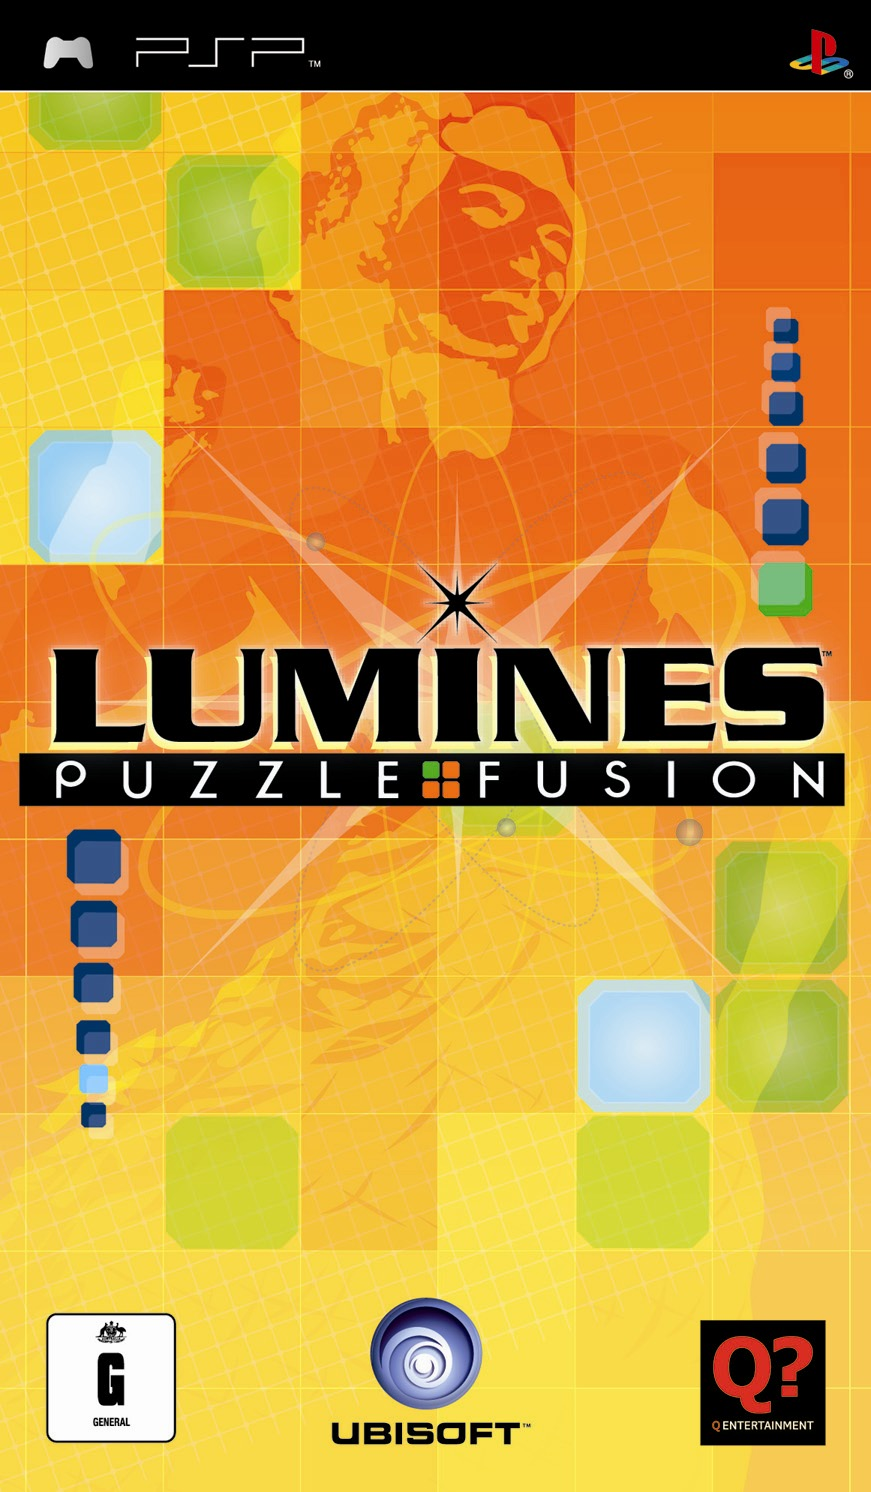 PSP™
®
LUMINES™
PUZZLE FUSION
G
GENERAL
UBISOFT™
Q?
Q ENTERTAINMENT